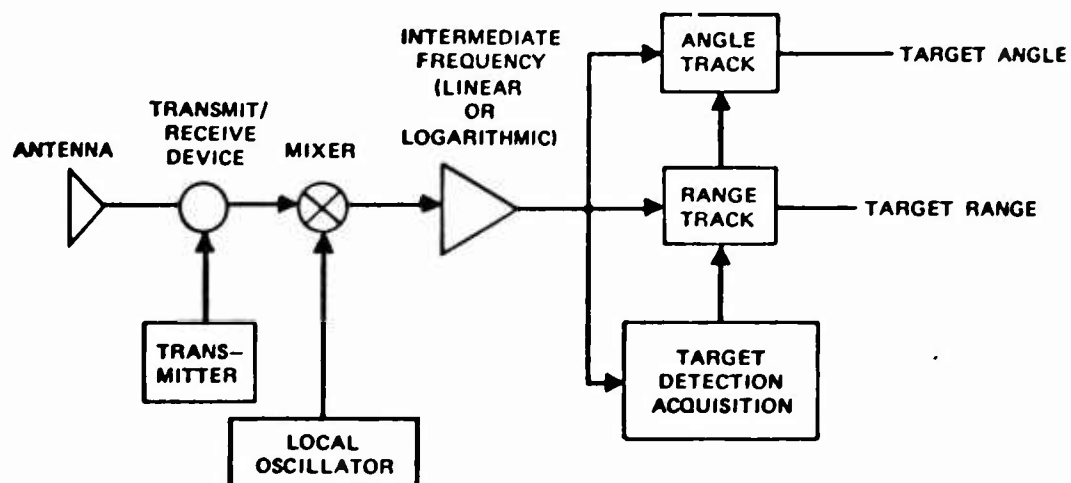 ANTENNA
TRANSMIT/
RECEIVE
DEVICE
MIXER
INTERMEDIATE
FREQUENCY
(LINEAR
OR
LOGARITHMIC)
ANGLE
TRACK
TARGET ANGLE
RANGE
TRACK
TARGET RANGE
TRANS-
MITTER
LOCAL
OSCILLATOR
TARGET
DETECTION
ACQUISITION